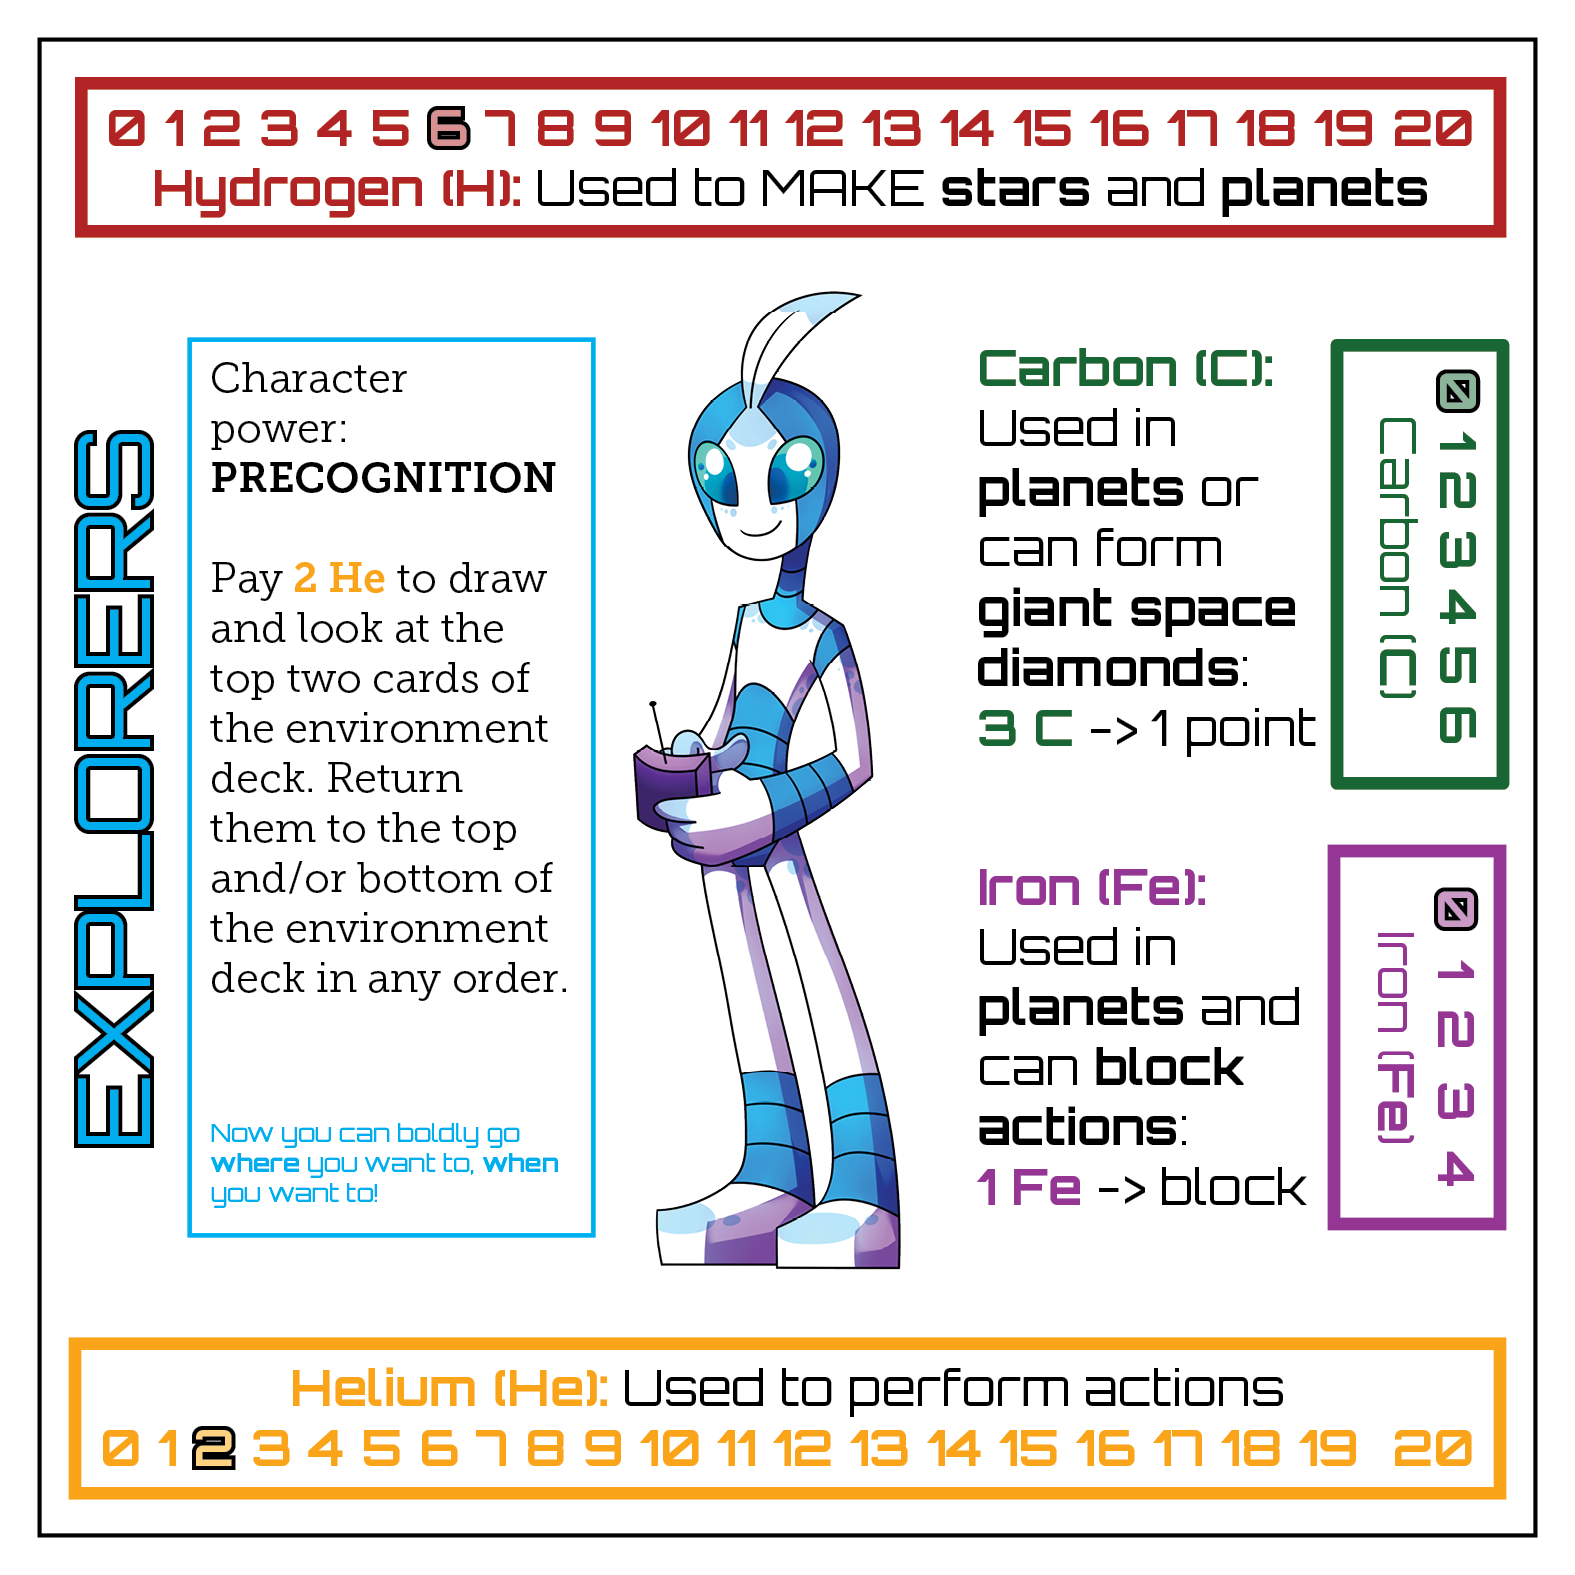 0 1 2 3 4 5 6 7 8 9 10 11 12 13 14 15 16 17 18 19 20
Hydrogen (H): Used to MAKE stars and planets
EXPLORERS
Character
power:
PRECOGNITION
Pay 2 He to draw
and look at the
top two cards of
the environment
deck. Return
them to the top
and/or bottom of
the environment
deck in any order.
Now you can boldly go
where you want to, when
you want to!
Carbon (C):
Used in
planets or
can form
giant space
diamonds:
3 C -> 1 point
0 1 2 3 4 5 6
Carbon (C)
Iron (Fe):
Used in
planets and
can block
actions:
1 Fe -> block
0 1 2 3 4
Iron (Fe)
Helium (He): Used to perform actions
0 1 2 3 4 5 6 7 8 9 10 11 12 13 14 15 16 17 18 19 20